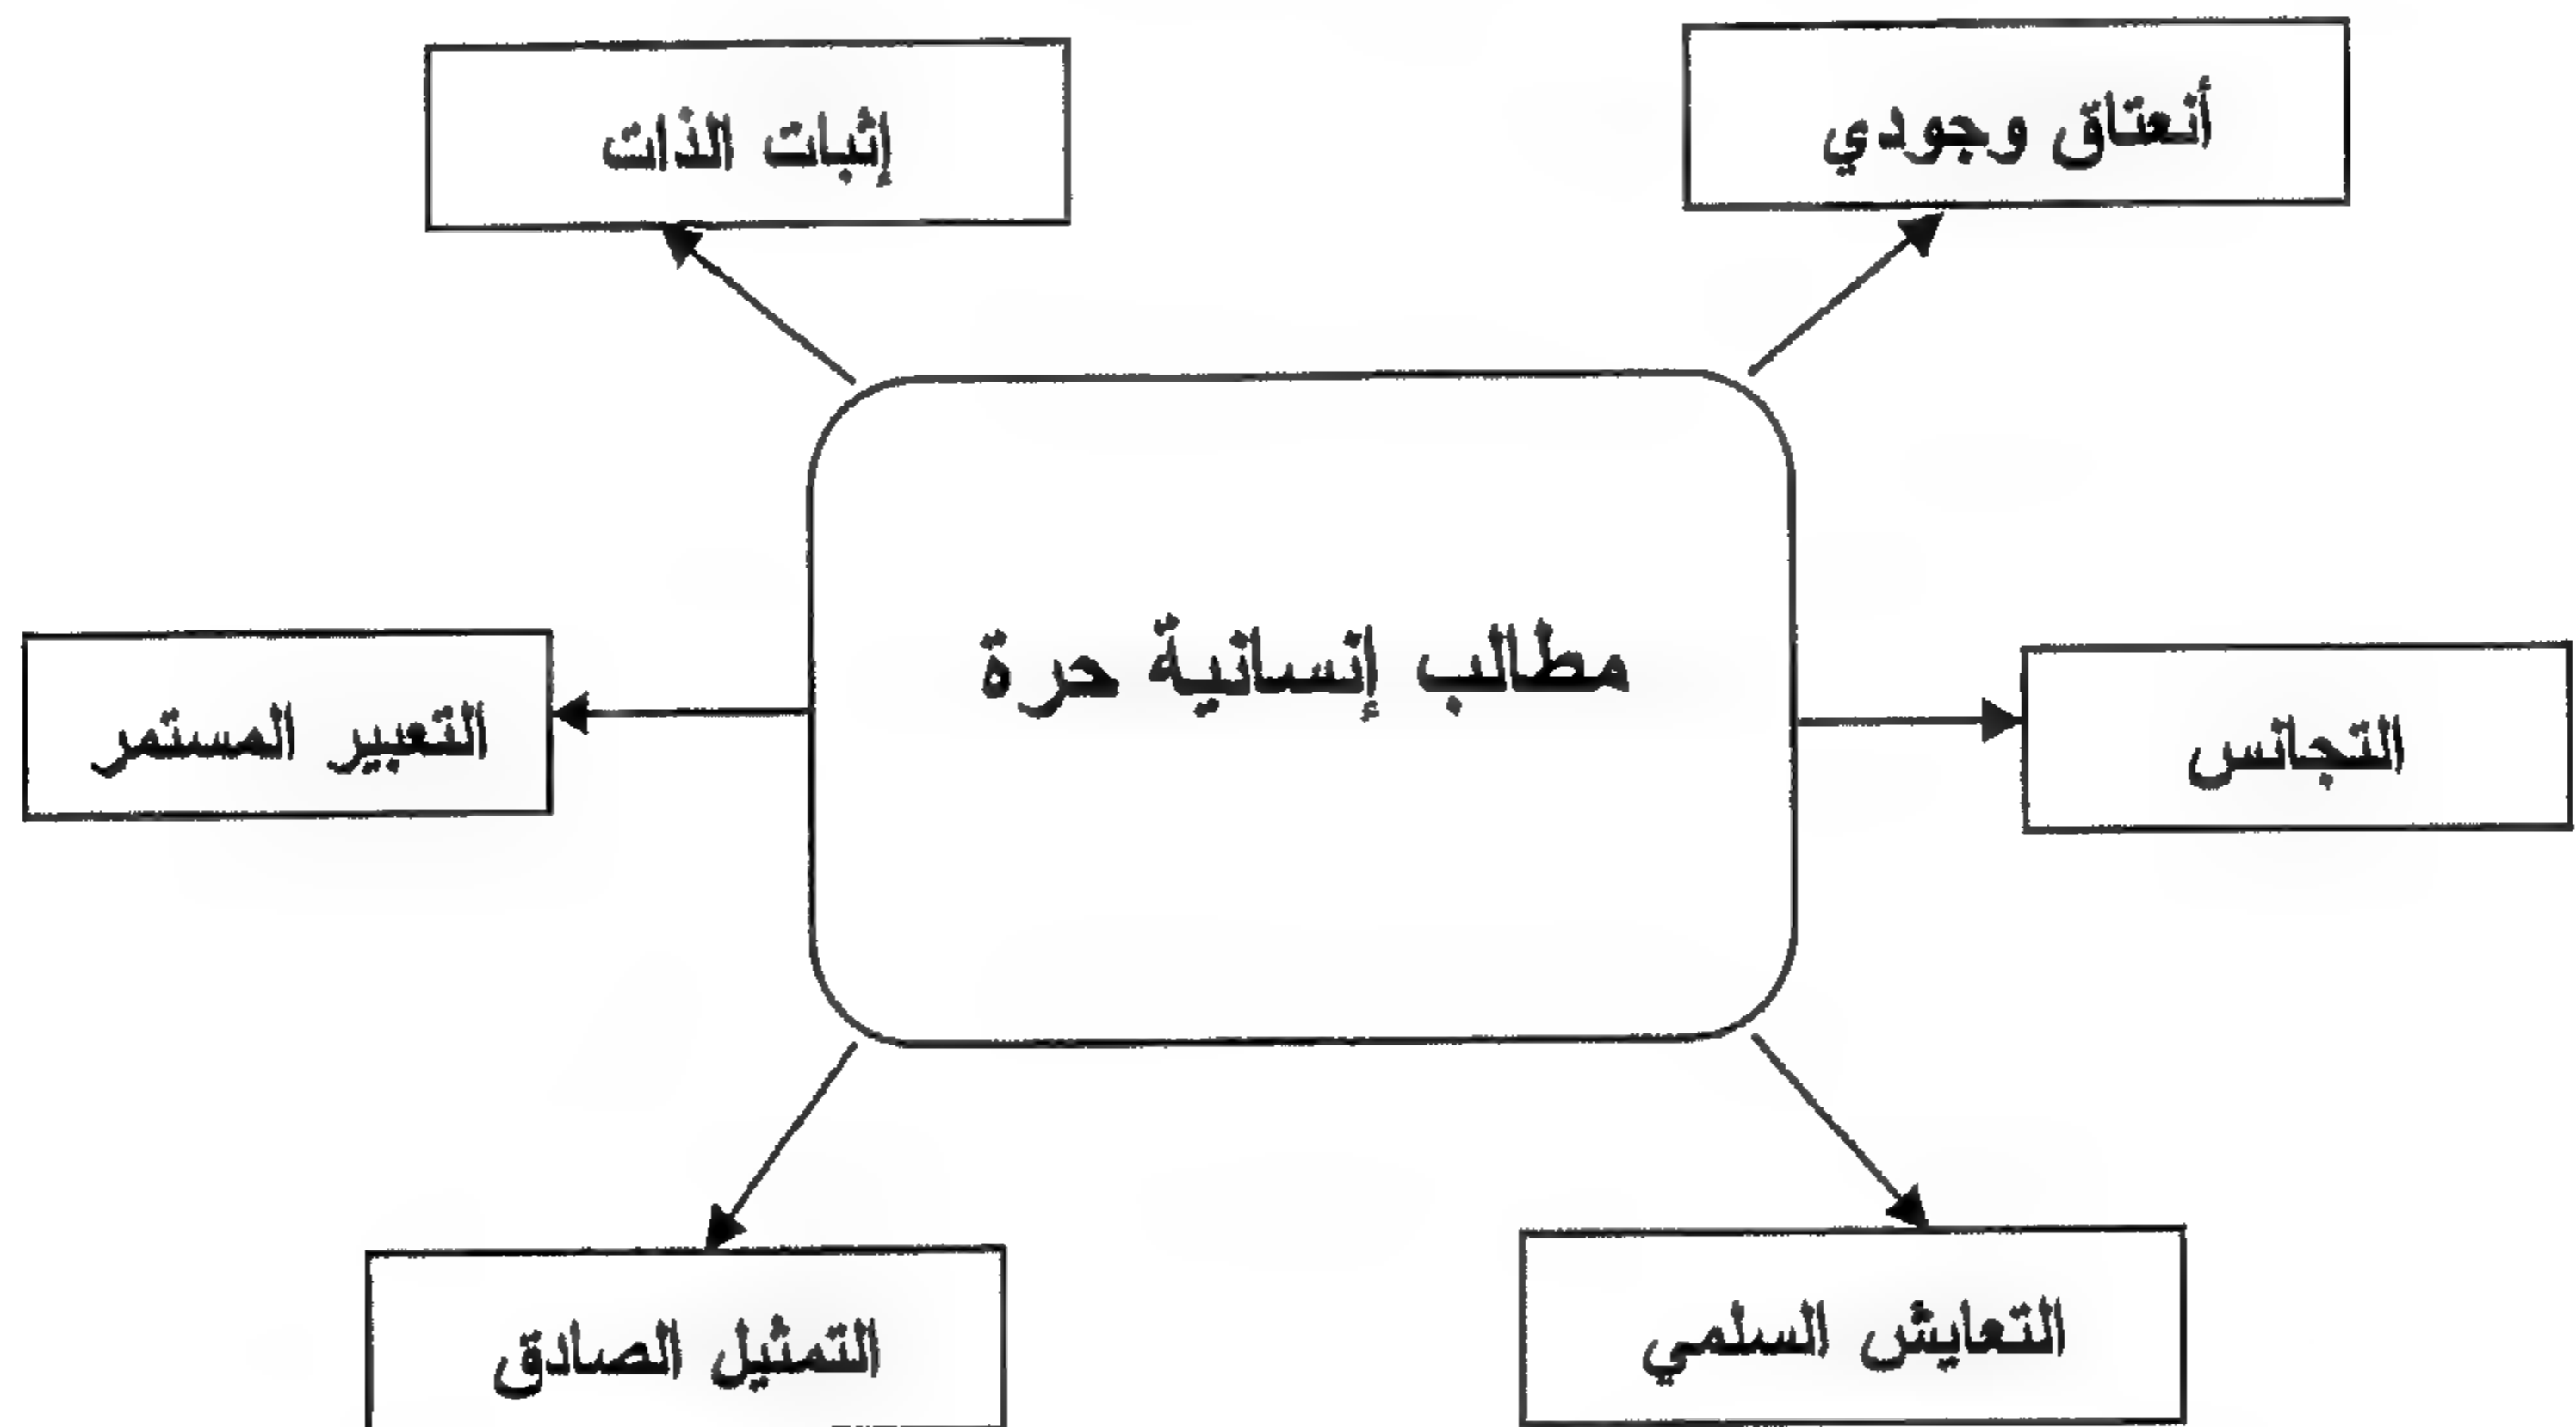 أنعتاق وجودي
إثبات الذات
مطالب إنسانية حرة
التجانس
التعبير المستمر
التعايش السلمي
التمثيل الصادق